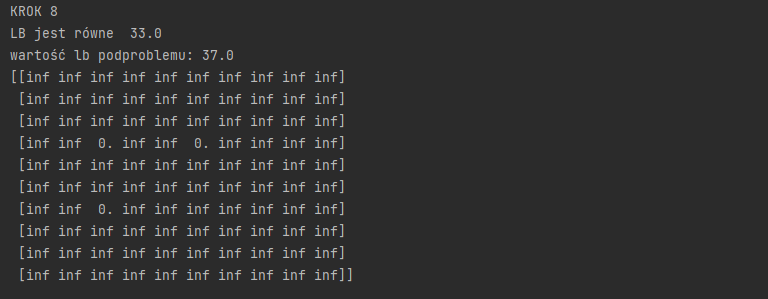 KROK 8
LB jest równe  33.0
wartość lb podproblemu: 37.0
[[inf inf inf inf inf inf inf inf inf inf]
 [inf inf inf inf inf inf inf inf inf inf]
 [inf inf inf inf inf inf inf inf inf inf]
 [inf inf  0. inf inf  0. inf inf inf inf]
 [inf inf inf inf inf inf inf inf inf inf]
 [inf inf inf inf inf inf inf inf inf inf]
 [inf inf  0. inf inf inf inf inf inf inf]
 [inf inf inf inf inf inf inf inf inf inf]
 [inf inf inf inf inf inf inf inf inf inf]
 [inf inf inf inf inf inf inf inf inf inf]]